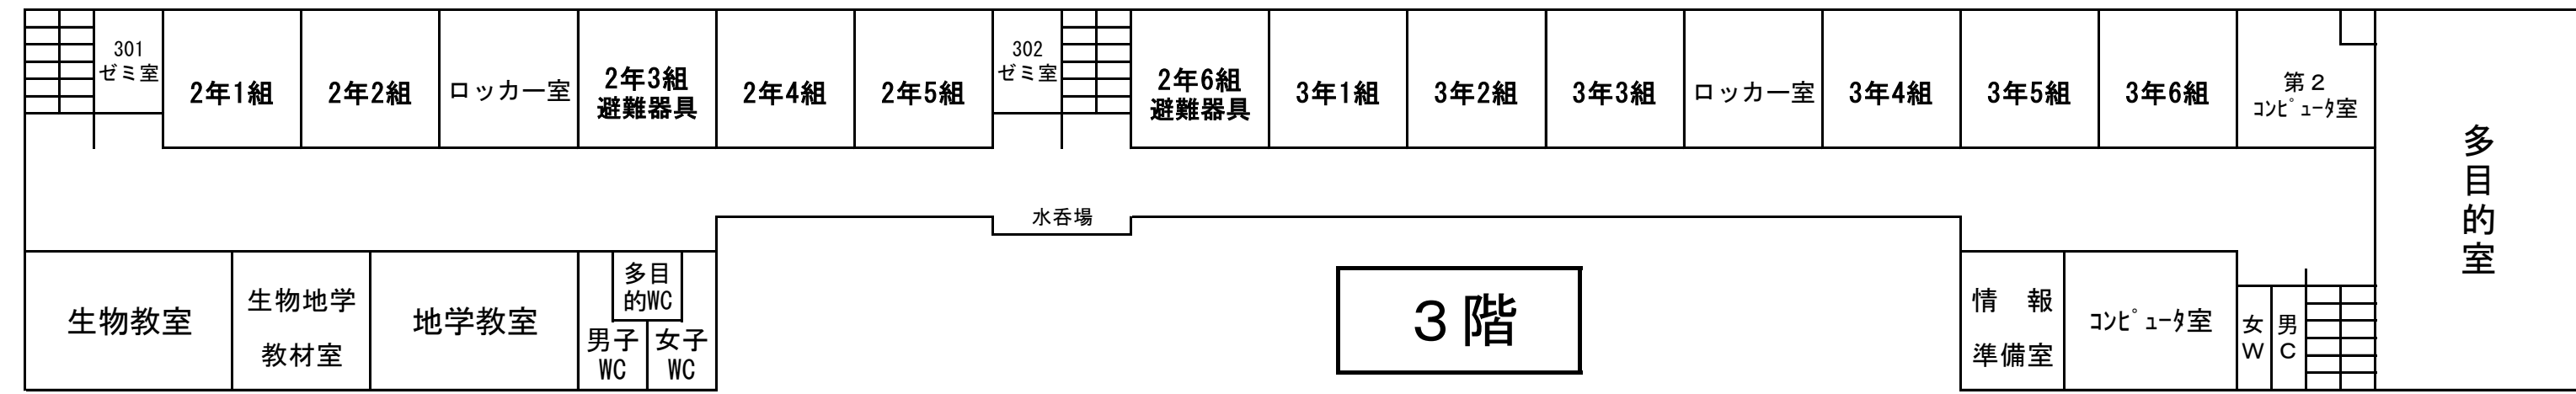 301
ゼミ室
2年1組
2年2組
ロッカー室
2年3組
避難器具
2年4組
2年5組
302
ゼミ室
2年6組
避難器具
3年1組
3年2組
3年3組
ロッカー室
3年4組
3年5組
3年6組
第２
ｺﾝﾋﾟｭｰﾀ室
多目的室
水呑場
生物教室
生物地学
教材室
地学教室
多目
的WC
男子
WC
女子
WC
３階
情　報
準備室
ｺﾝﾋﾟｭｰﾀ室
女 男
Ｗ Ｃ